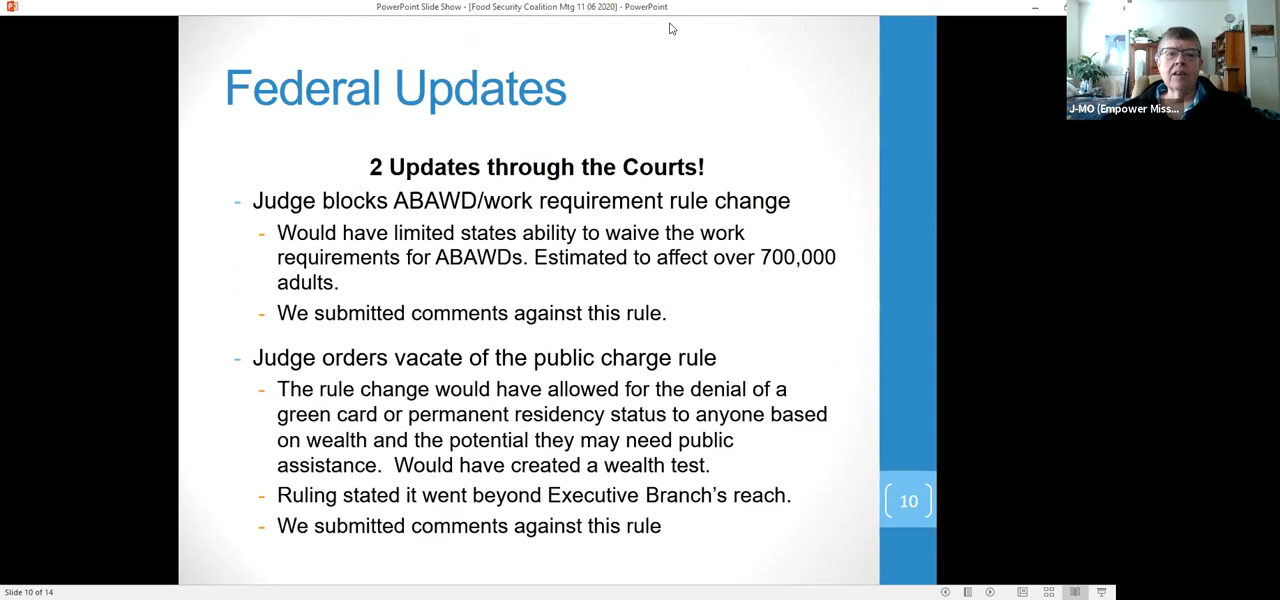 PowerPoint Slide Show - [Food Security Coalition Mtg 11 06 2020] - PowerPoint
J-MO (Empower Miss...
Federal Updates
2 Updates through the Courts!
- Judge blocks ABAWD/work requirement rule change
- Would have limited states ability to waive the work
requirements for ABAWDs. Estimated to affect over 700,000
adults.
- We submitted comments against this rule.
- Judge orders vacate of the public charge rule
- The rule change would have allowed for the denial of a
green card or permanent residency status to anyone based
on wealth and the potential they may need public
assistance.  Would have created a wealth test.
- Ruling stated it went beyond Executive Branch's reach.
- We submitted comments against this rule
10
Slide 10 of 14